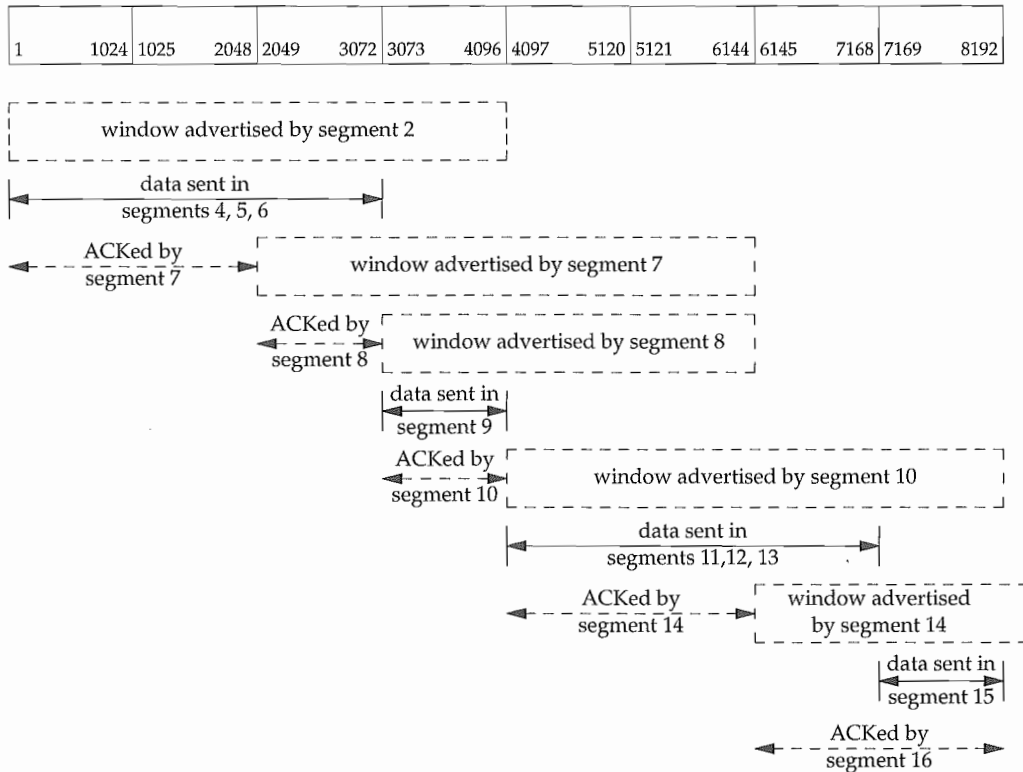 1 1024 1025 2048 2049 3072 3073 4096 4097 5120 5121 6144 6145 7168 7169 8192
window advertised by segment 2
data sent in
segments 4, 5, 6
ACKed by
segment 7
window advertised by segment 7
ACKed by
segment 8
window advertised by segment 8
data sent in
segment 9
ACKed by
segment 10
window advertised by segment 10
data sent in
segments 11,12, 13
ACKed by
segment 14
window advertised
by segment 14
data sent in
segment 15
ACKed by
segment 16